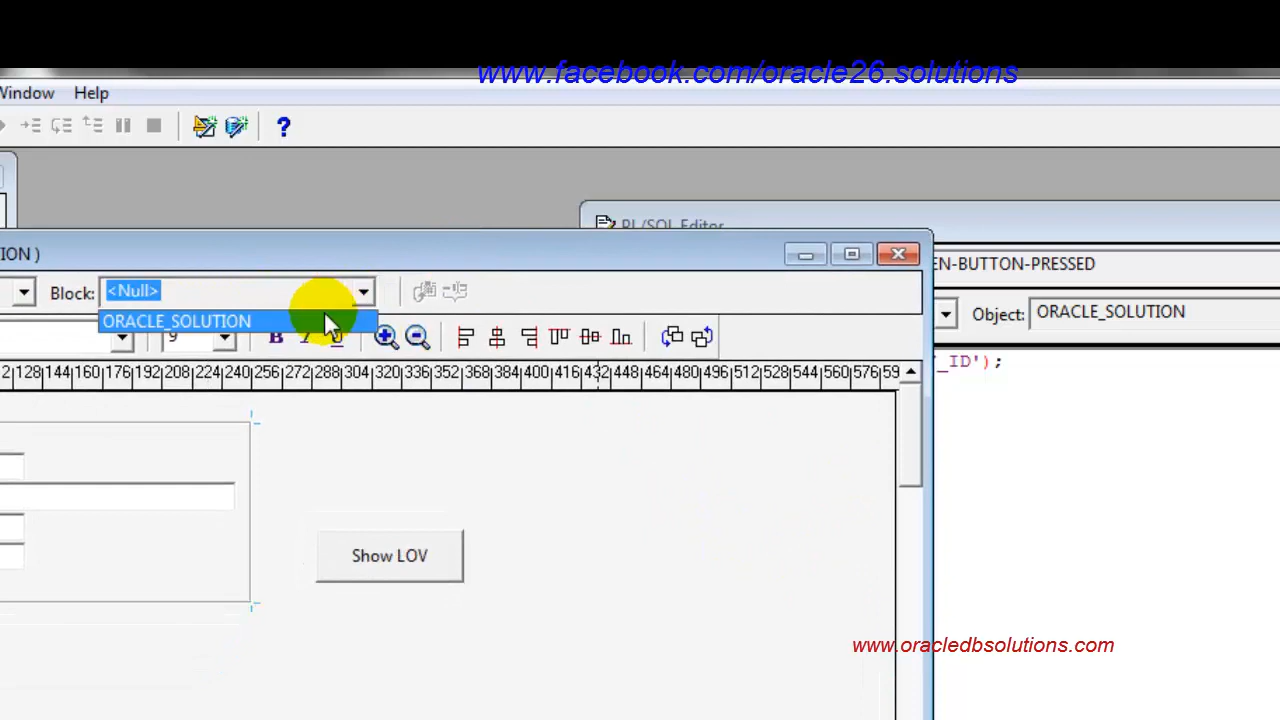 www.facebook.com/oracle26.solutions
Window Help
?
PL/SQL Editor
ION )
EN-BUTTON-PRESSED
Block: <Null>
Object: ORACLE_SOLUTION
ORACLE_SOLUTION
9 B I U
2|128|144|160|176|192|208|224|240|256|272|288|304|320|336|352|368|384|400|416|432|448|464|480|496|512|528|544|560|576|59
_ID');
Show LOV
www.oracledbsolutions.com